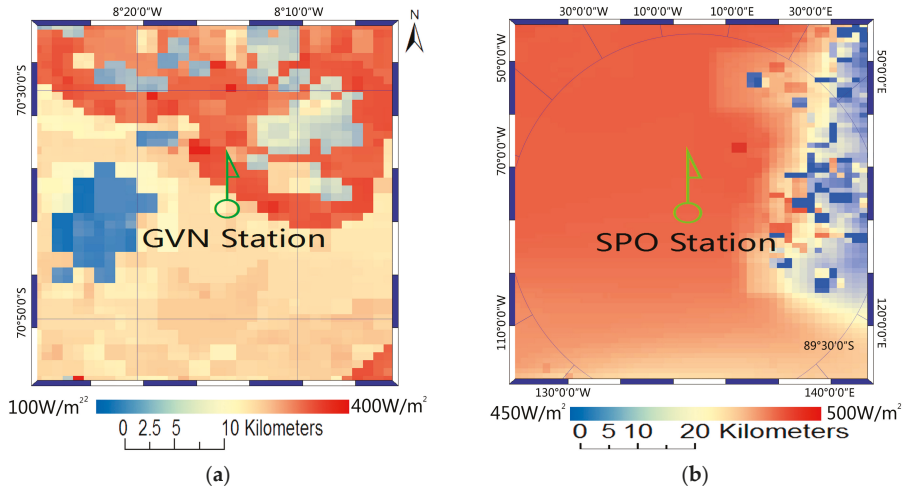 8°20'0"W 8°10'0"W
N
70°30'0"S
70°50'0"S
GVN Station
100W/m²² 400W/m²
0 2.5 5 10 Kilometers
(a)
30°0'0"W 10°0'0"W 10°0'0"E 30°0'0"E
50°0'0"W
50°0'0"E
70°0'0"W
SPO Station
110°0'0"W
120°0'0"E
89°30'0"S
130°0'0"W 140°0'0"E
450W/m² 500W/m²
0 5 10 20 Kilometers
(b)